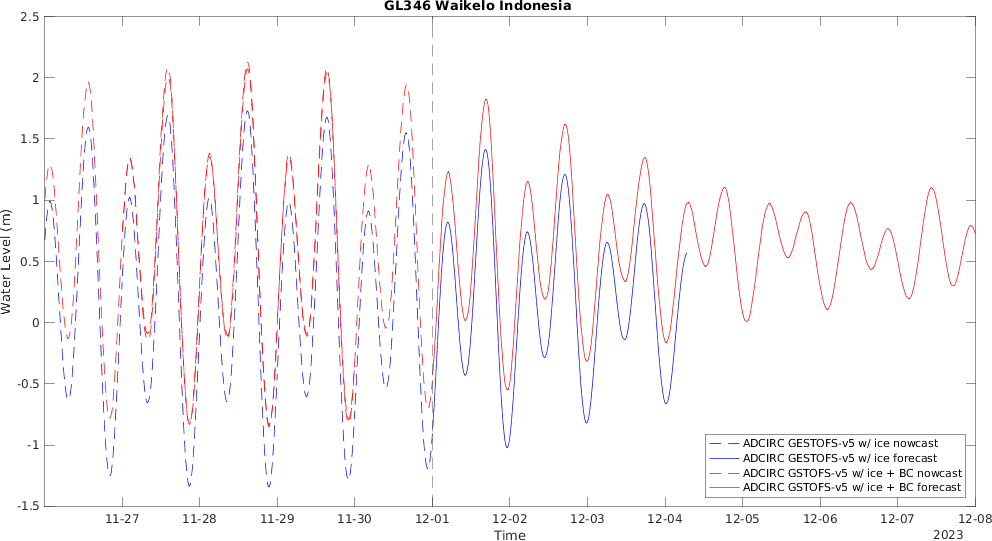 GL346 Waikelo Indonesia
2.5
2
1.5
1
0.5
0
-0.5
-1
-1.5
Water Level (m)
ADCIRC GESTOFS-v5 w/ ice nowcast
ADCIRC GESTOFS-v5 w/ ice forecast
ADCIRC GSTOFS-v5 w/ ice + BC nowcast
ADCIRC GSTOFS-v5 w/ ice + BC forecast
11-27 11-28 11-29 11-30 12-01 12-02 12-03 12-04 12-05 12-06 12-07 12-08
Time
2023